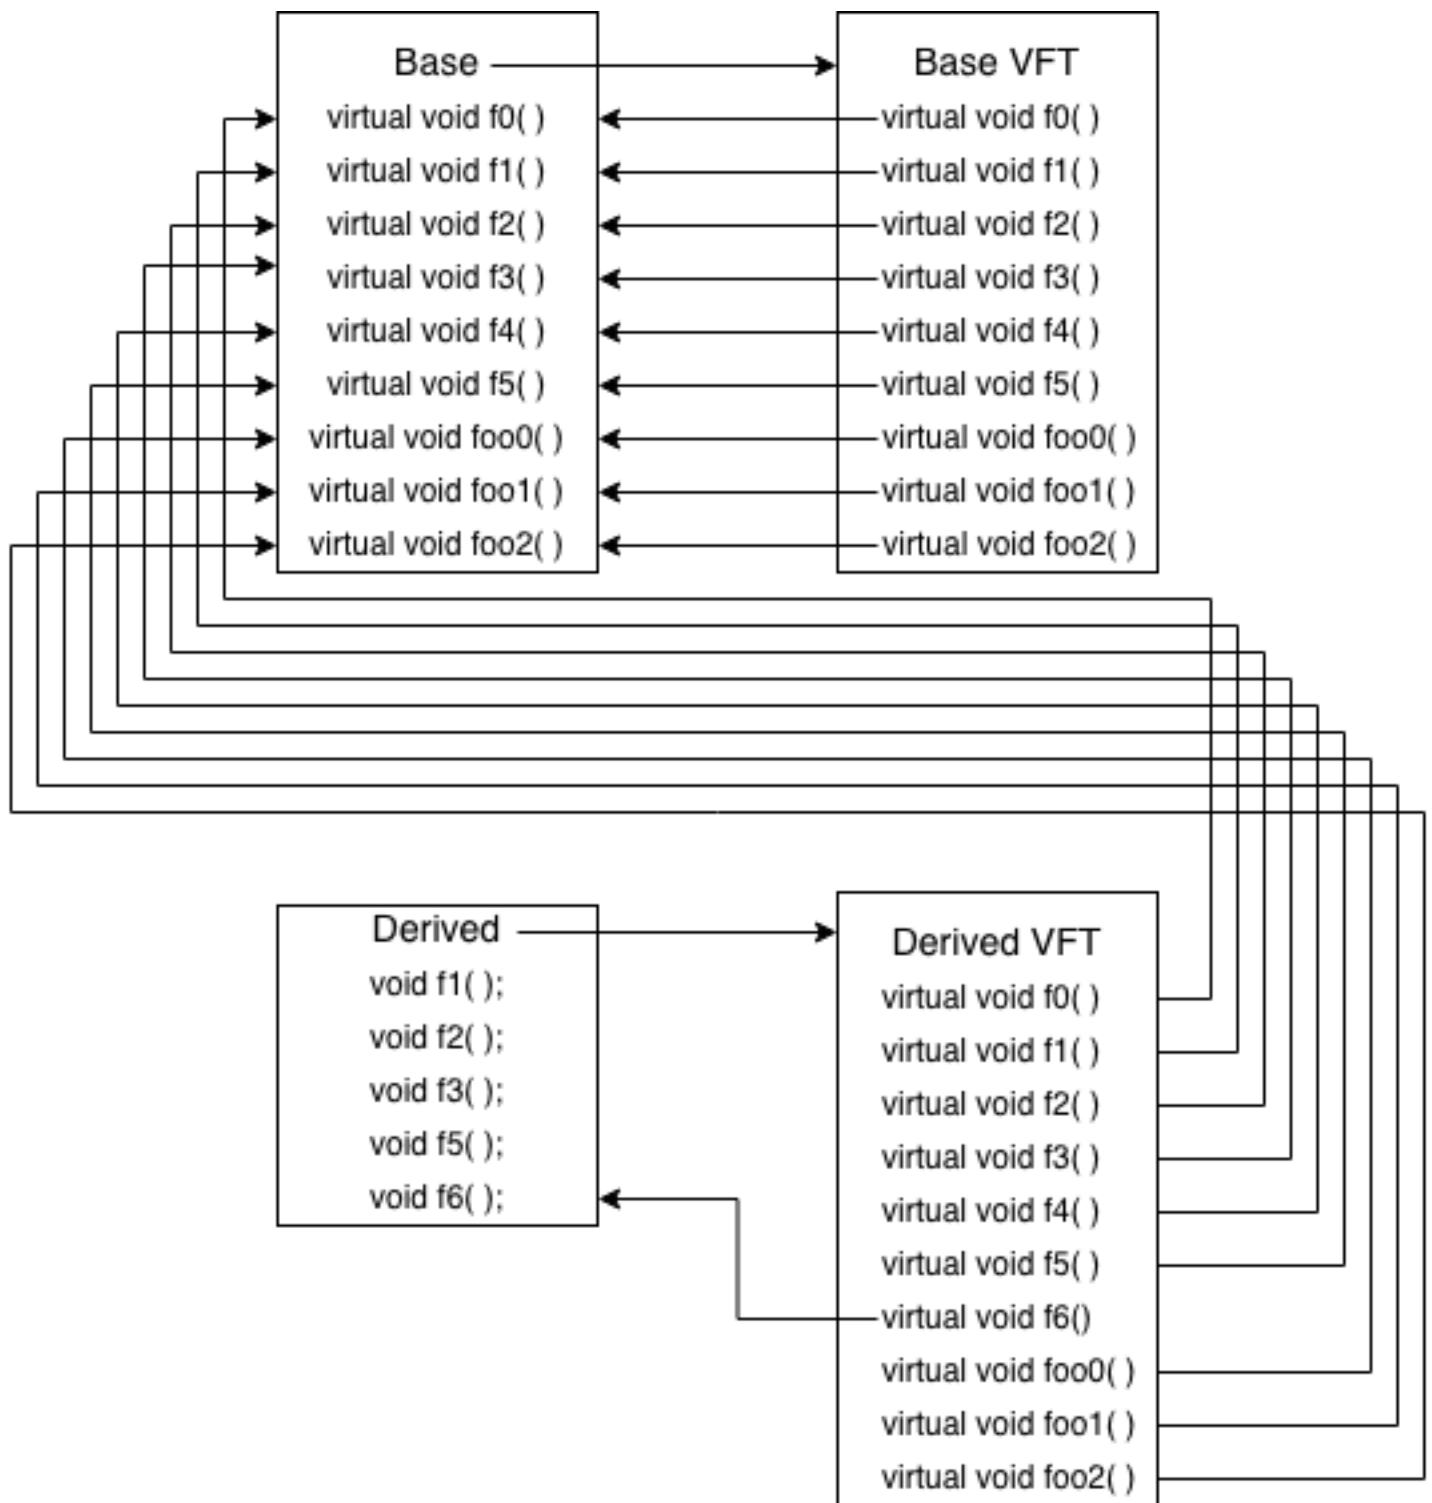 Base
virtual void f0( )
virtual void f1( )
virtual void f2( )
virtual void f3( )
virtual void f4( )
virtual void f5( )
virtual void foo0( )
virtual void foo1( )
virtual void foo2( )
Base VFT
virtual void f0( )
virtual void f1( )
virtual void f2( )
virtual void f3( )
virtual void f4( )
virtual void f5( )
virtual void foo0( )
virtual void foo1( )
virtual void foo2( )
Derived
void f1( );
void f2( );
void f3( );
void f5( );
void f6( );
Derived VFT
virtual void f0( )
virtual void f1( )
virtual void f2( )
virtual void f3( )
virtual void f4( )
virtual void f5( )
virtual void f6()
virtual void foo0( )
virtual void foo1( )
virtual void foo2( )